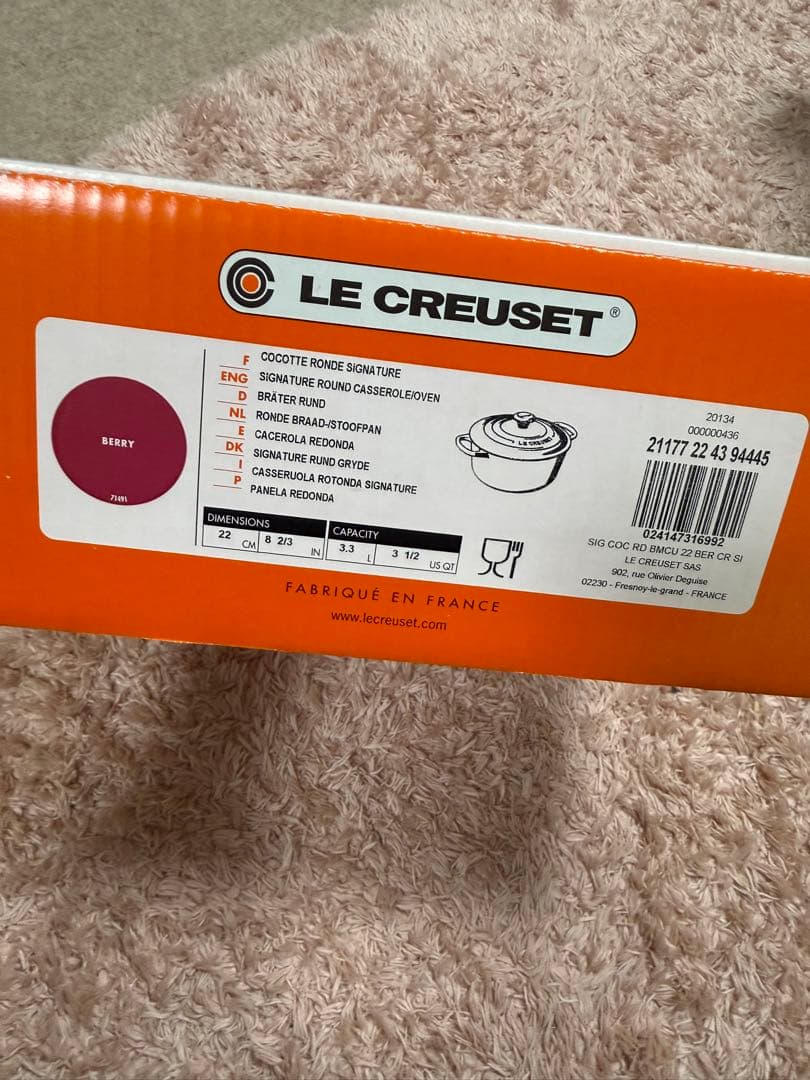 LE CREUSET®
BERRY
71491
F COCOTTE RONDE SIGNATURE
ENG SIGNATURE ROUND CASSEROLE/OVEN
D BRÄTER RUND
NL RONDE BRAAD-/STOOFPAN
E CACEROLA REDONDA
DK SIGNATURE RUND GRYDE
I CASSERUOLA ROTONDA SIGNATURE
P PANELA REDONDA
DIMENSIONS
22 CM 8 2/3 IN
CAPACITY
3.3 L 3 1/2 US QT
LE CREUSET
20134
000000436
21177 22 43 94445
024147316992
SIG COC RD BMCU 22 BER CR SI
LE CREUSET SAS
902, rue Olivier Deguise
02230 - Fresnoy-le-grand - FRANCE
FABRIQUÉ EN FRANCE
www.lecreuset.com